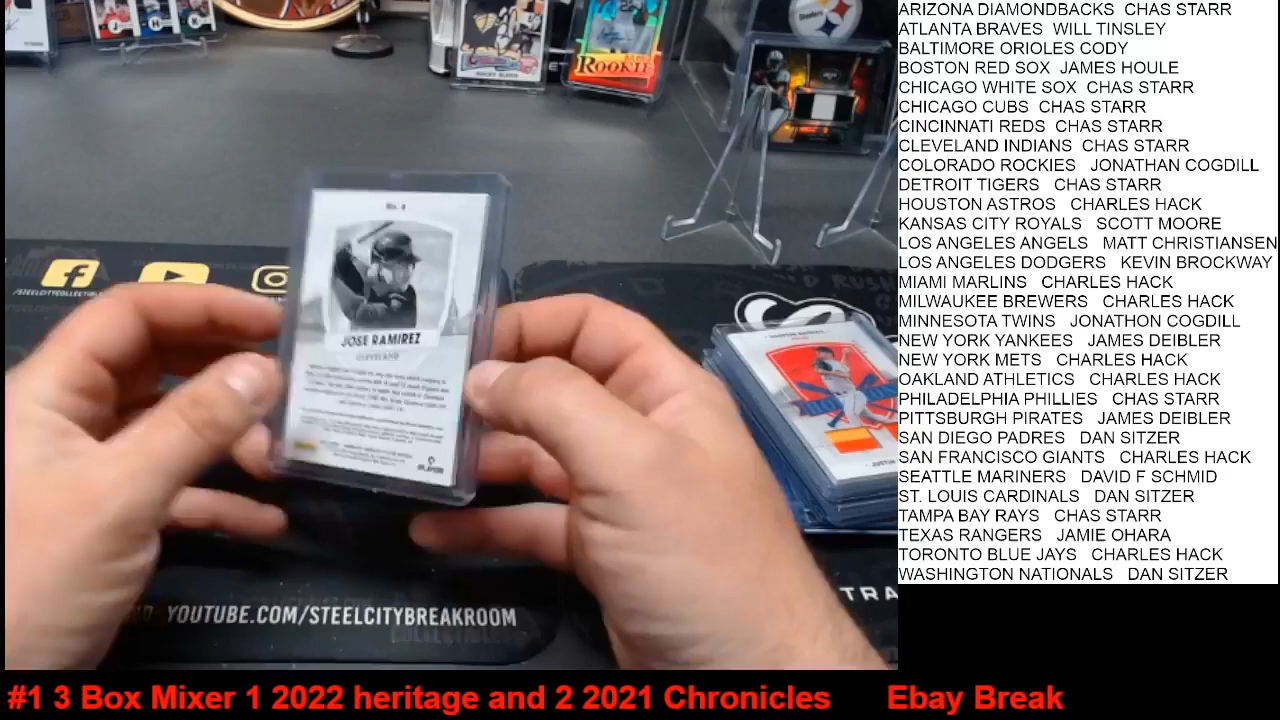 ARIZONA DIAMONDBACKS CHAS STARR
ATLANTA BRAVES WILL TINSLEY
BALTIMORE ORIOLES CODY
BOSTON RED SOX JAMES HOULE
CHICAGO WHITE SOX CHAS STARR
CHICAGO CUBS CHAS STARR
CINCINNATI REDS CHAS STARR
CLEVELAND INDIANS CHAS STARR
COLORADO ROCKIES JONATHAN COGDILL
DETROIT TIGERS CHAS STARR
HOUSTON ASTROS CHARLES HACK
KANSAS CITY ROYALS SCOTT MOORE
LOS ANGELES ANGELS MATT CHRISTIANSEN
LOS ANGELES DODGERS KEVIN BROCKWAY
MIAMI MARLINS CHARLES HACK
MILWAUKEE BREWERS CHARLES HACK
MINNESOTA TWINS JONATHON COGDILL
NEW YORK YANKEES JAMES DEIBLER
NEW YORK METS CHARLES HACK
OAKLAND ATHLETICS CHARLES HACK
PHILADELPHIA PHILLIES CHAS STARR
PITTSBURGH PIRATES JAMES DEIBLER
SAN DIEGO PADRES DAN SITZER
SAN FRANCISCO GIANTS CHARLES HACK
SEATTLE MARINERS DAVID F SCHMID
ST. LOUIS CARDINALS DAN SITZER
TAMPA BAY RAYS CHAS STARR
TEXAS RANGERS JAMIE OHARA
TORONTO BLUE JAYS CHARLES HACK
WASHINGTON NATIONALS DAN SITZER
Steelers
ROOKIE
No. 4
JOSE RAMIREZ
CLEVELAND
PLAYER
JUSTIN
YOUTUBE.COM/STEELCITYBREAKROOM
TRA
#1 3 Box Mixer 1 2022 heritage and 2 2021 Chronicles Ebay Break